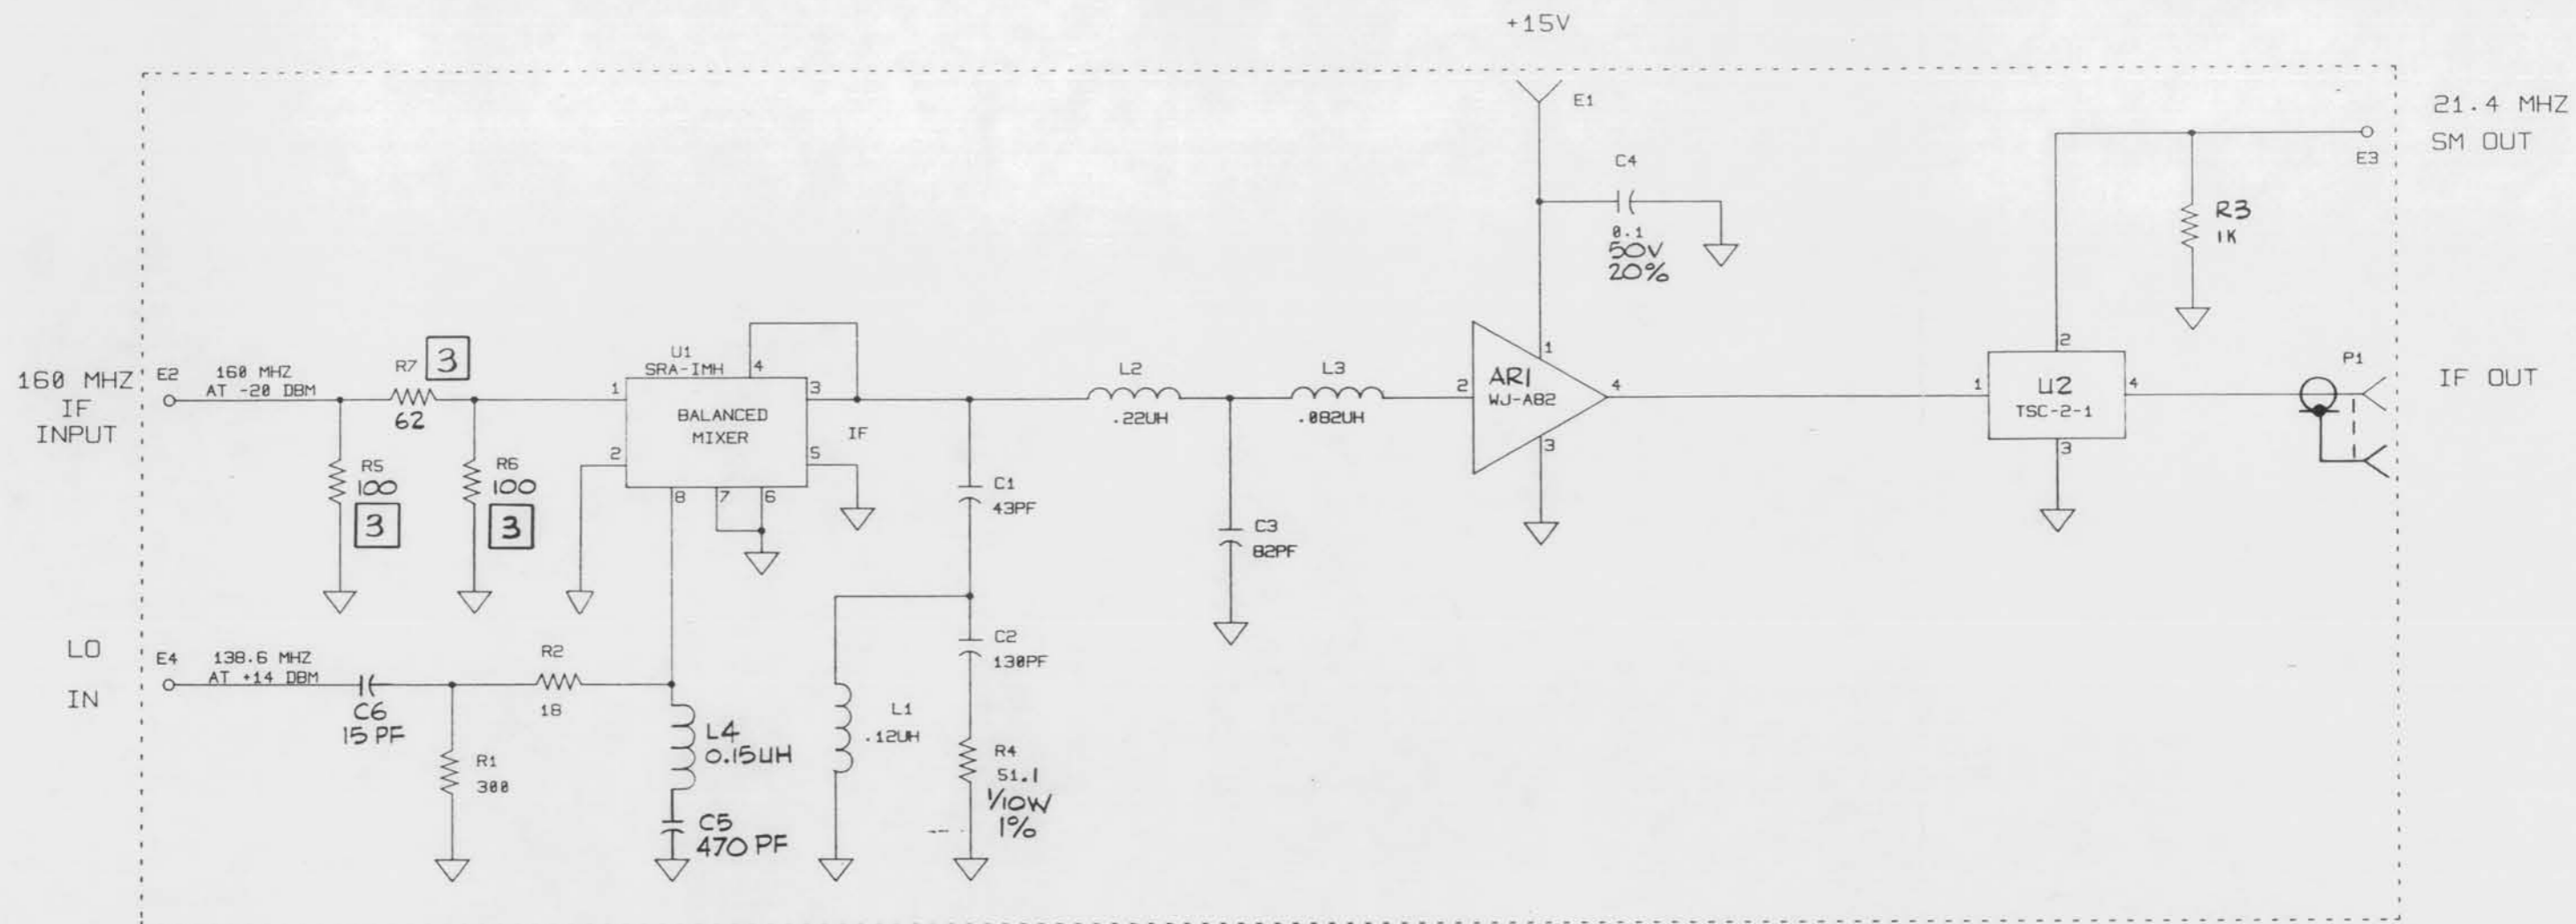 +15V
E1
21.4 MHZ
SM OUT
E3
C4
0.1
50V
20%
R3
1K
160 MHZ
IF
INPUT
E2
160 MHZ
AT -20 DBM
R7
3
62
R5
100
3
R6
100
3
U1
SRA-1MH
4
1
3
BALANCED
MIXER
IF
2
5
8
7
6
C1
43PF
L2
.22UH
L3
.082UH
C3
82PF
2
AR1
WJ-A82
1
4
3
2
1
U2
TSC-2-1
4
3
P1
IF OUT
LO
IN
E4
138.6 MHZ
AT +14 DBM
C6
15 PF
R2
18
R1
300
L4
0.15UH
C5
470 PF
L1
.12UH
C2
130PF
R4
51.1
1/10W
1%